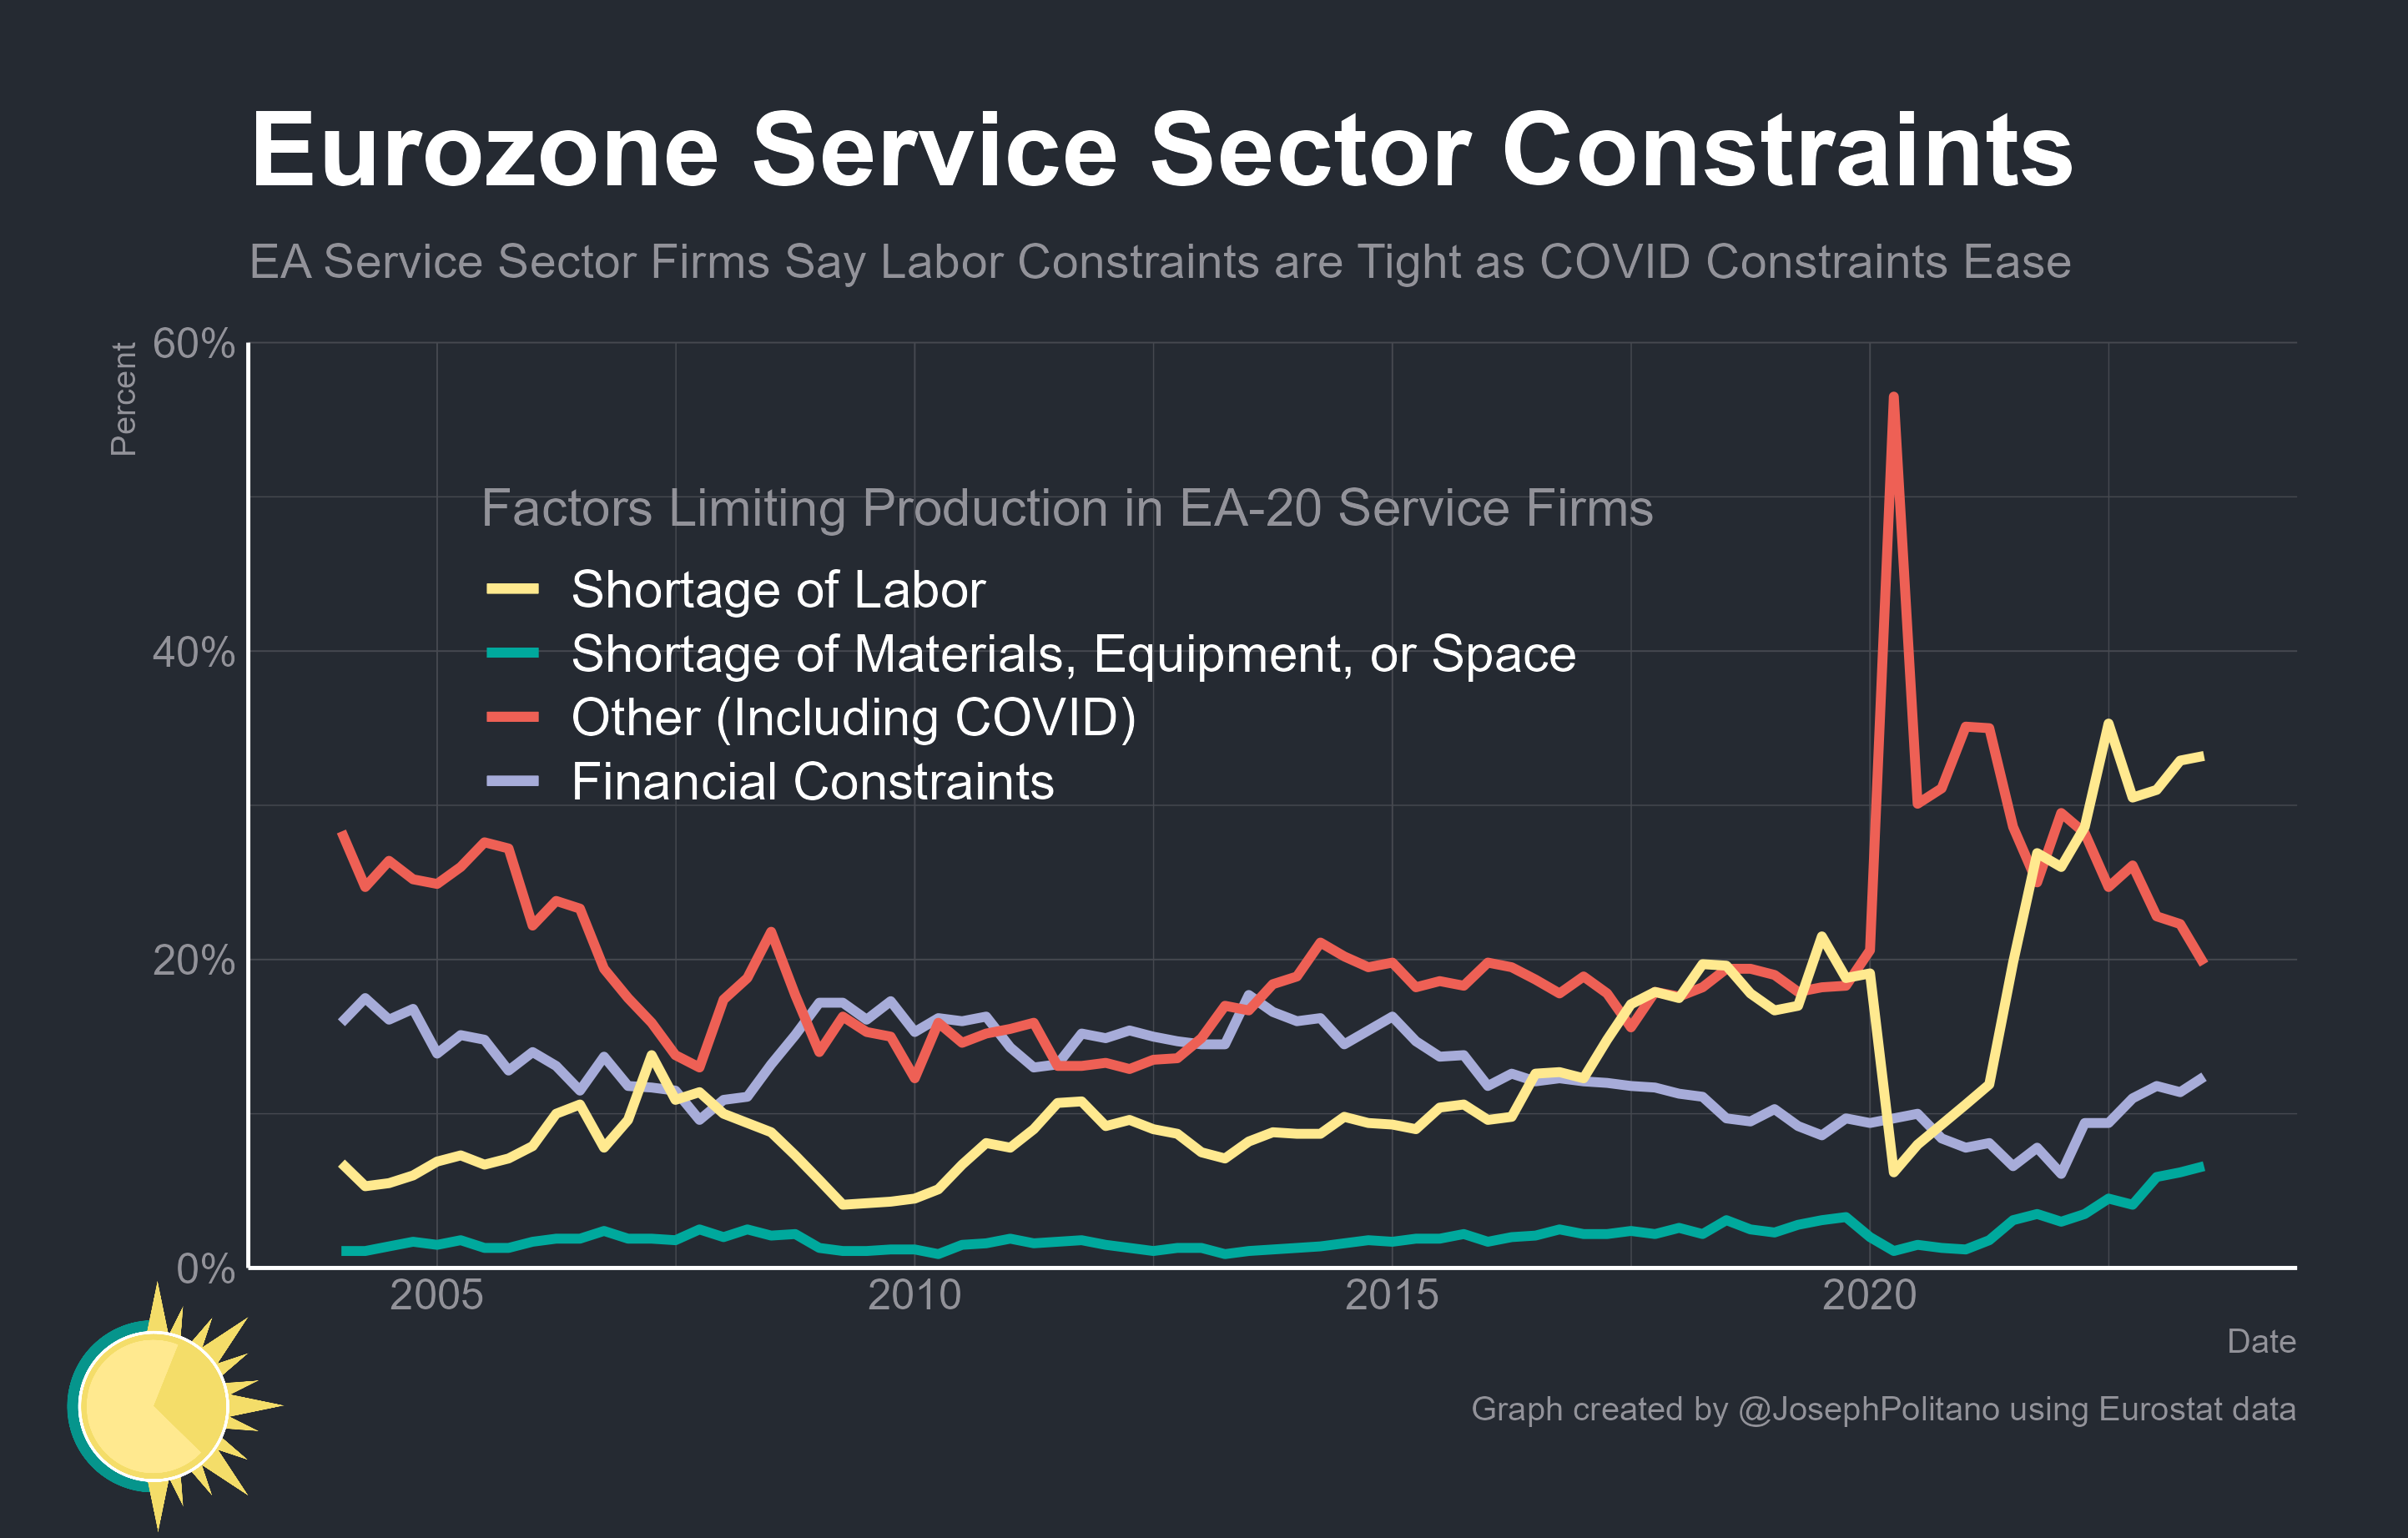 Eurozone Service Sector Constraints
EA Service Sector Firms Say Labor Constraints are Tight as COVID Constraints Ease
Percent
60%
40%
20%
0%
Factors Limiting Production in EA-20 Service Firms
Shortage of Labor
Shortage of Materials, Equipment, or Space
Other (Including COVID)
Financial Constraints
2005
2010
2015
2020
Date
Graph created by @JosephPolitano using Eurostat data